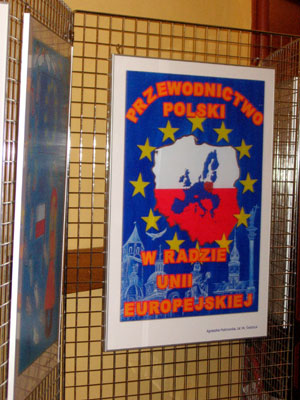 PRZEWODNICTWO
POLSKI
W RADZIE
UNII
EUROPEJSKIEJ